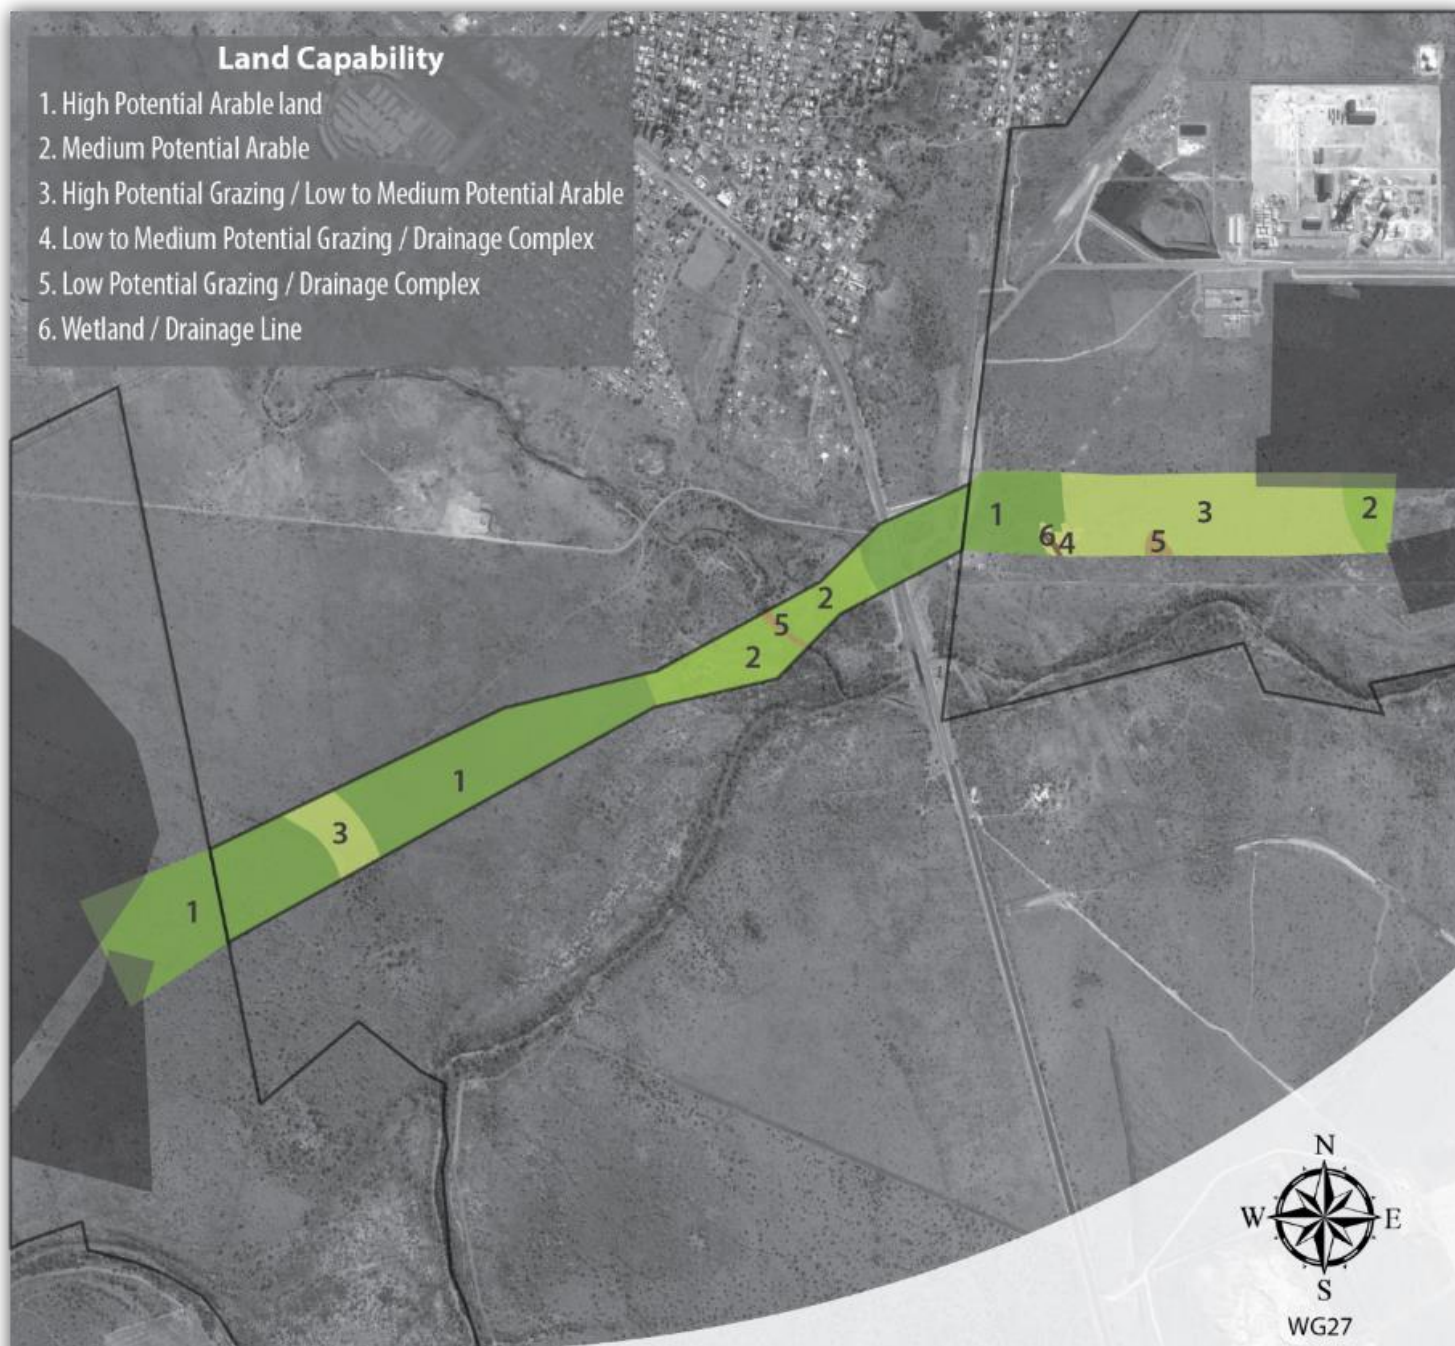 Land Capability
1. High Potential Arable land
2. Medium Potential Arable
3. High Potential Grazing / Low to Medium Potential Arable
4. Low to Medium Potential Grazing / Drainage Complex
5. Low Potential Grazing / Drainage Complex
6. Wetland / Drainage Line
1
3
2
6
4
5
2
5
2
1
3
1
N
W
E
S
WG27